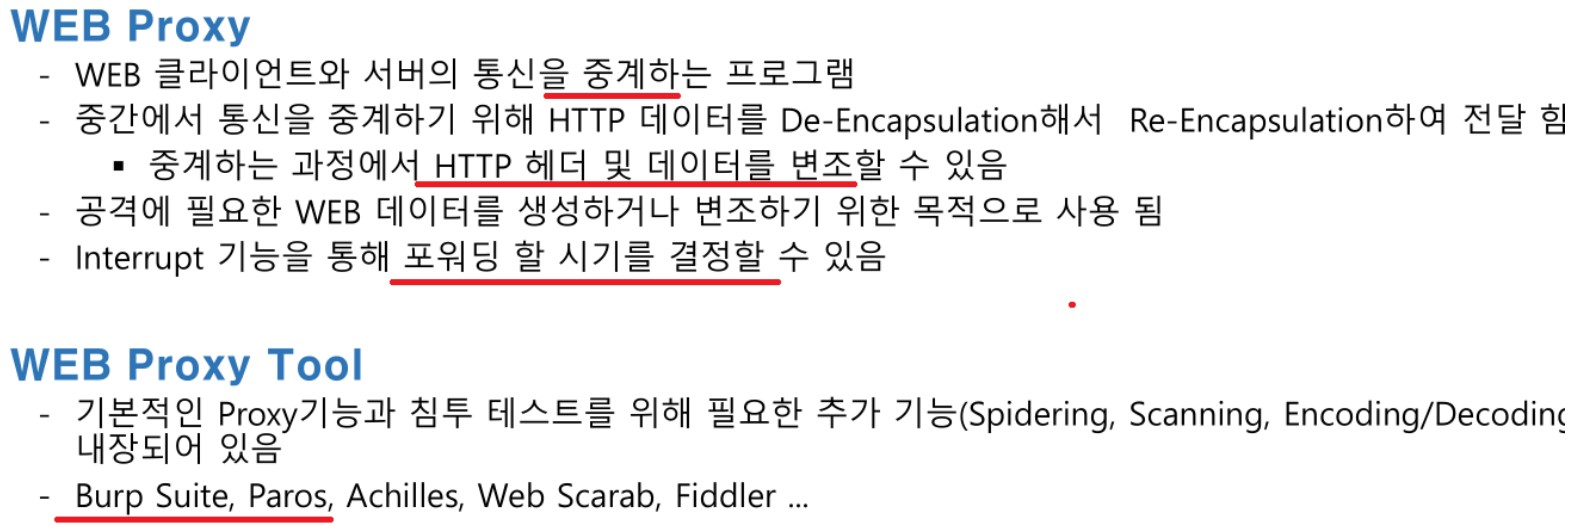 WEB Proxy
- WEB 클라이언트와 서버의 통신을 중계하는 프로그램
- 중간에서 통신을 중계하기 위해 HTTP 데이터를 De-Encapsulation해서 Re-Encapsulation하여 전달 힘
▪ 중계하는 과정에서 HTTP 헤더 및 데이터를 변조할 수 있음
- 공격에 필요한 WEB 데이터를 생성하거나 변조하기 위한 목적으로 사용 됨
- Interrupt 기능을 통해 포워딩 할 시기를 결정할 수 있음
WEB Proxy Tool
- 기본적인 Proxy기능과 침투 테스트를 위해 필요한 추가 기능(Spidering, Scanning, Encoding/Decoding
내장되어 있음
- Burp Suite, Paros, Achilles, Web Scarab, Fiddler ...